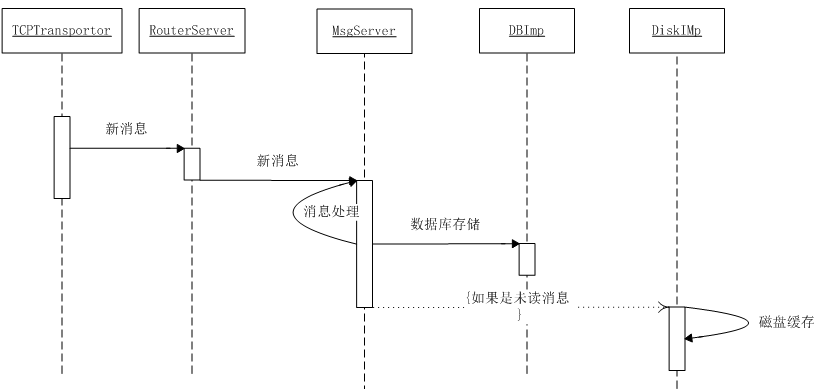 TCPTransportor
RouterServer
MsgServer
DBImp
DiskIMp
新消息
新消息
消息处理
数据库存储
{如果是未读消息
}
磁盘缓存